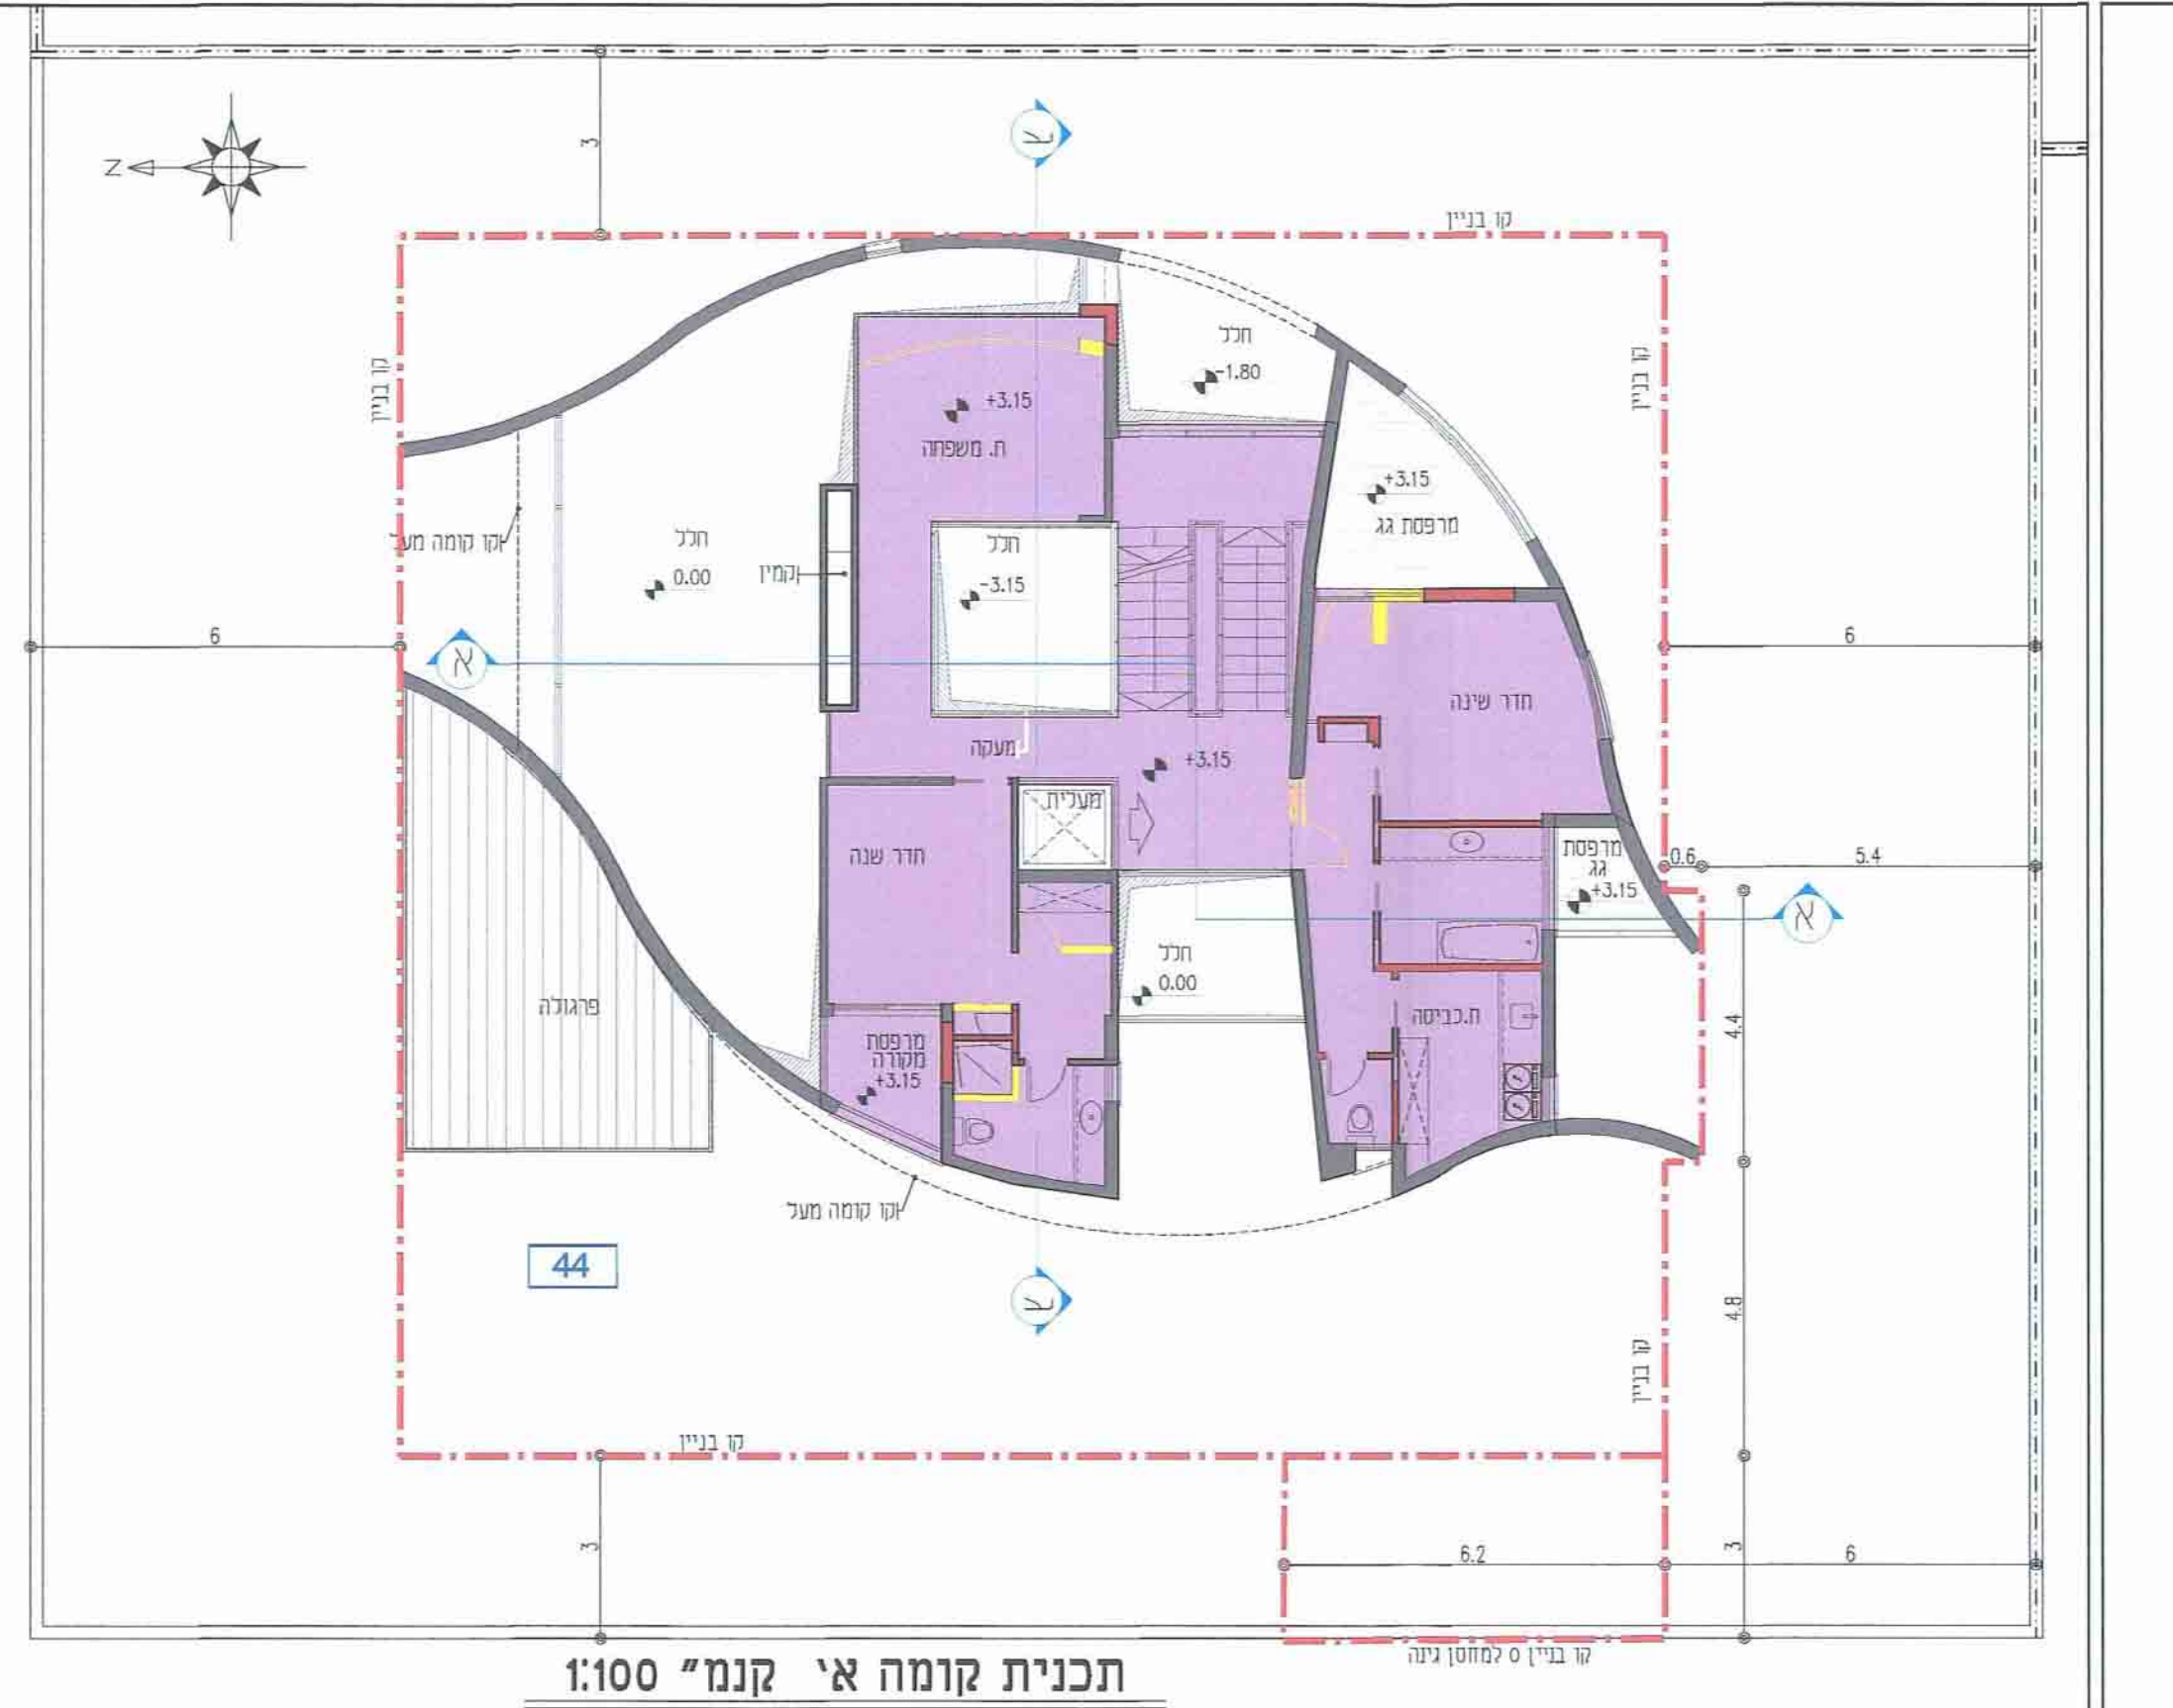 N
3
צ
קו בניין
קו בניין
קו בניין
חלל
-1.80
+3.15
ח. משפחה
+3.15
מרפסת גג
קו קומה מעל
חלל
0.00
קמין
חלל
-3.15
6
א
6
חדר שינה
מעקה
+3.15
מעלית
חדר שנה
מרפסת
גג
+3.15
0.6
5.4
א
חלל
0.00
פרגולה
מרפסת
מקורה
+3.15
ח.כביסה
4.4
קו קומה מעל
44
4.8
קו בניין
קו בניין
3
6.2
3
6
קו בניין 0 למחסן גינה
תכנית קומה א' קנמ" 1:100